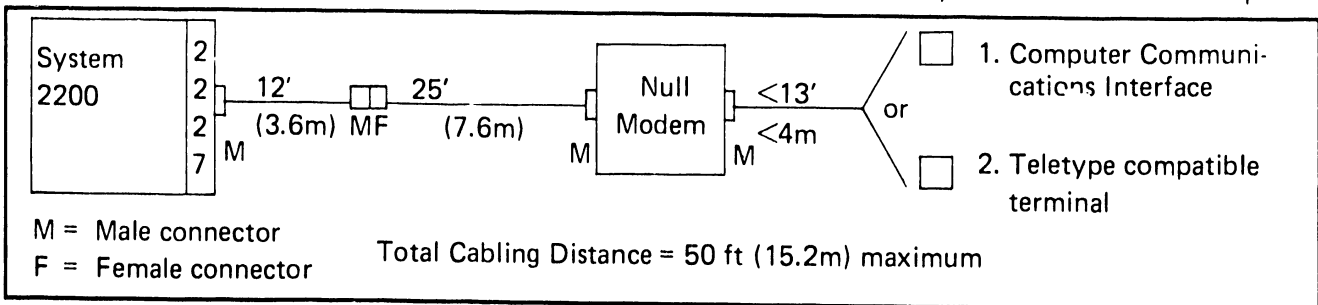 System
2200
2
2
2
7
M
12'
(3.6m)
MF
25'
(7.6m)
M
Null
Modem
M
<13'
<4m
or
1. Computer Communi-
cations Interface
2. Teletype compatible
terminal
M = Male connector
F = Female connector
Total Cabling Distance = 50 ft (15.2m) maximum